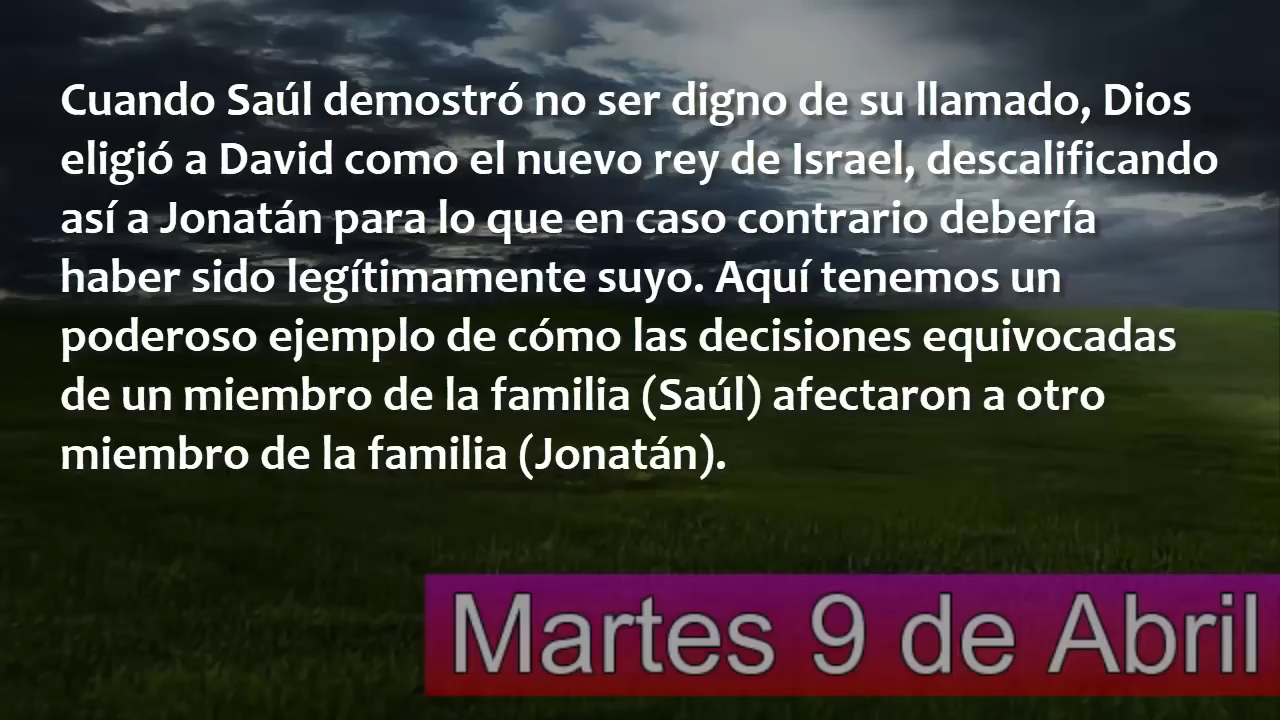 Cuando Saúl demostró no ser digno de su llamado, Dios
eligió a David como el nuevo rey de Israel, descalificando
así a Jonatán para lo que en caso contrario debería
haber sido legítimamente suyo. Aquí tenemos un
poderoso ejemplo de cómo las decisiones equivocadas
de un miembro de la familia (Saúl) afectaron a otro
miembro de la familia (Jonatán).
Martes 9 de Abril